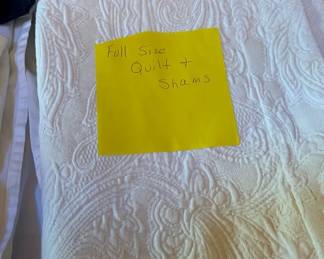 Full Size
Quilt +
Shams